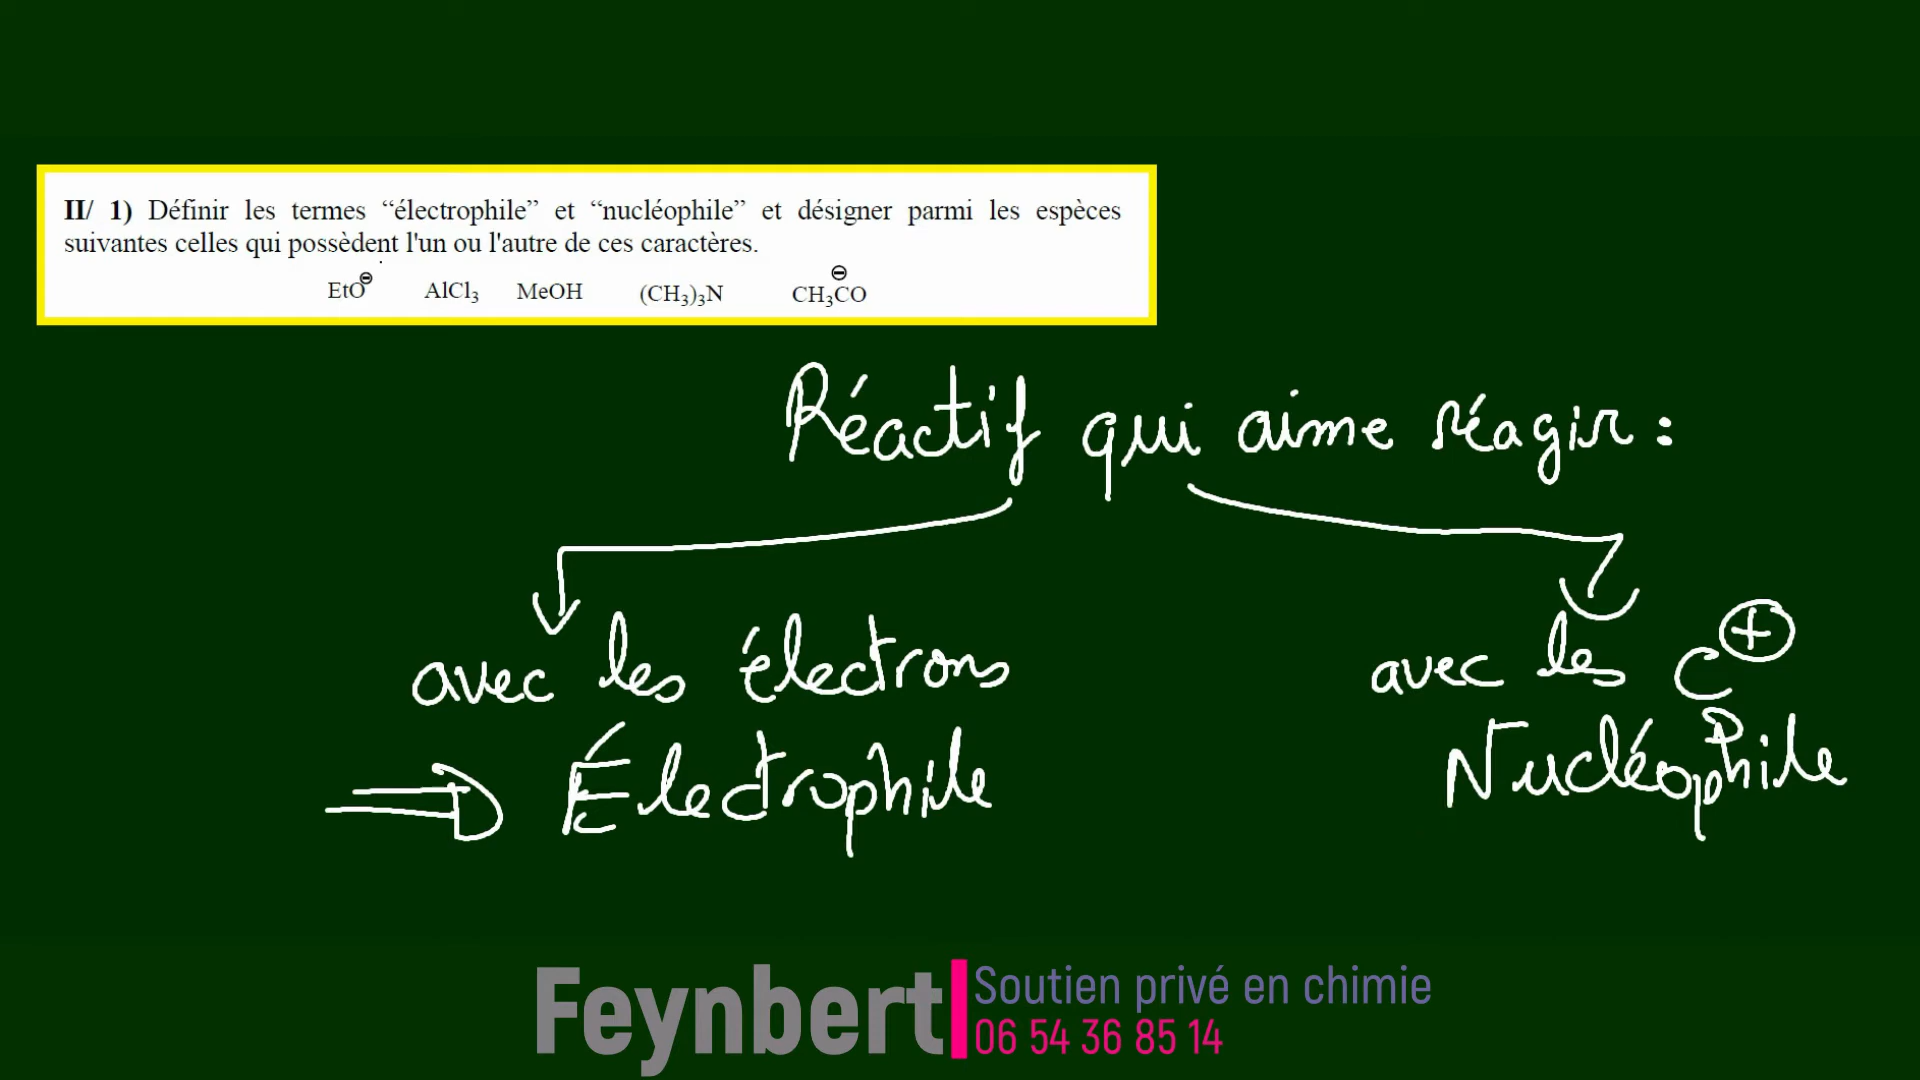 II/ 1) Définir les termes “électrophile” et “nucléophile” et désigner parmi les espèces
suivantes celles qui possèdent l'un ou l'autre de ces caractères.
EtO⊖ AlCl₃ MeOH (CH₃)₃N CH₃CO⊖
Réactif qui aime réagir :
avec les électrons avec les C⊕
⇒ Électrophile Nucléophile
Feynbert Soutien privé en chimie
06 54 36 85 14